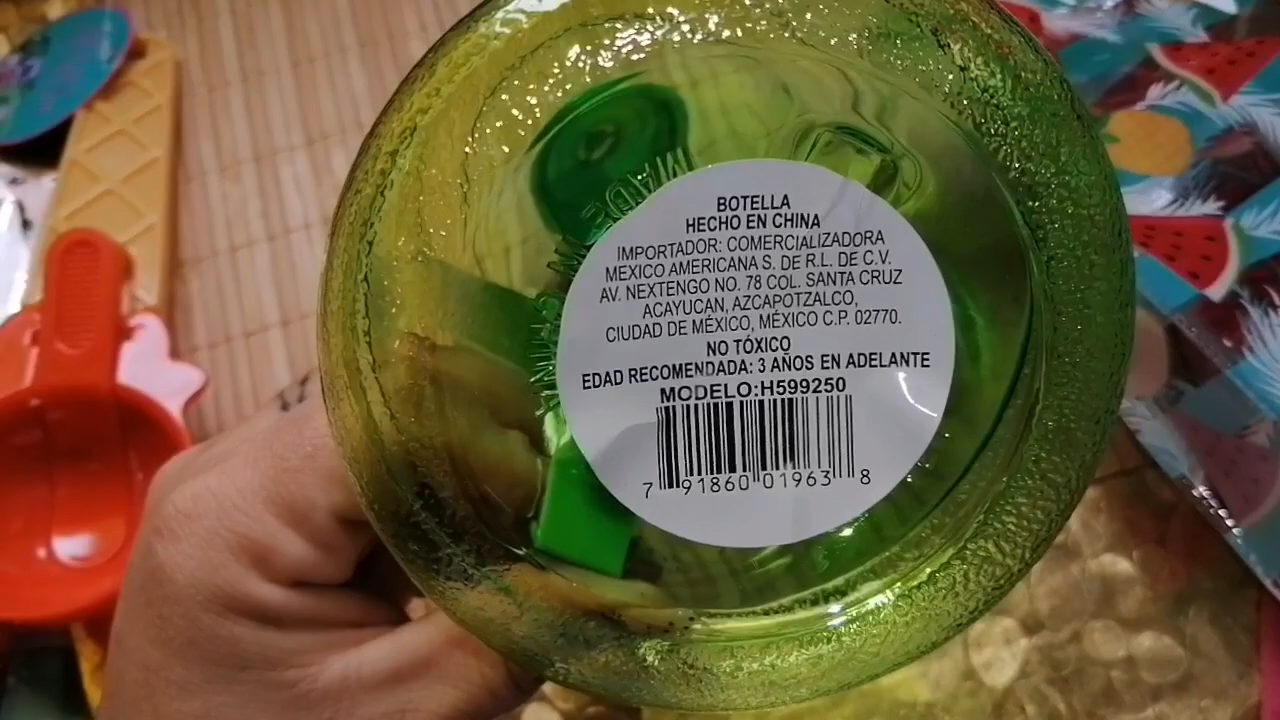 MADE
BOTELLA
HECHO EN CHINA
IMPORTADOR: COMERCIALIZADORA
MEXICO AMERICANA S. DE R.L. DE C.V.
AV. NEXTENGO NO. 78 COL. SANTA CRUZ
ACAYUCAN, AZCAPOTZALCO,
CIUDAD DE MÉXICO, MÉXICO C.P. 02770.
NO TÓXICO
EDAD RECOMENDADA: 3 AÑOS EN ADELANTE
MODELO:H599250
7 91860 01963 8